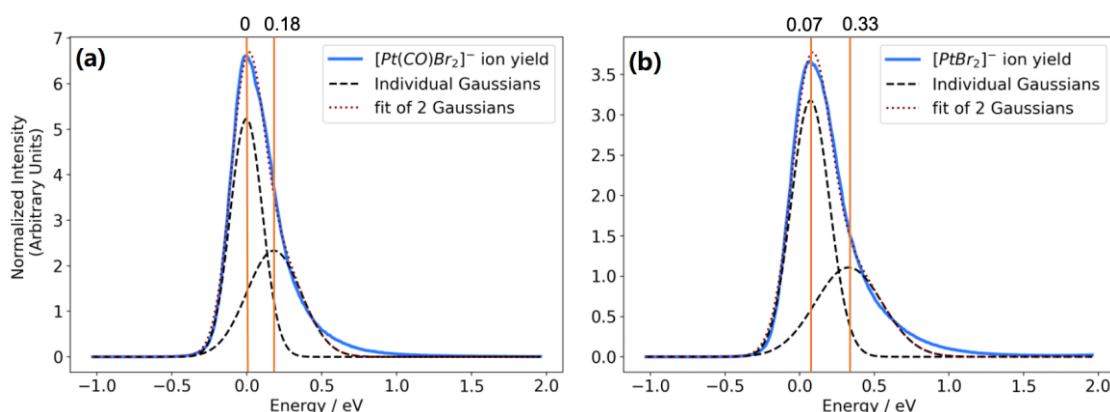 0 0.18
(a)
[Pt(CO)Br₂]⁻ ion yield
Individual Gaussians
fit of 2 Gaussians
Normalized Intensity
(Arbitrary Units)
7
6
5
4
3
2
1
0
−1.0 −0.5 0.0 0.5 1.0 1.5 2.0
Energy / eV
0.07 0.33
(b)
[PtBr₂]⁻ ion yield
Individual Gaussians
fit of 2 Gaussians
3.5
3.0
2.5
2.0
1.5
1.0
0.5
0.0
−1.0 −0.5 0.0 0.5 1.0 1.5 2.0
Energy / eV